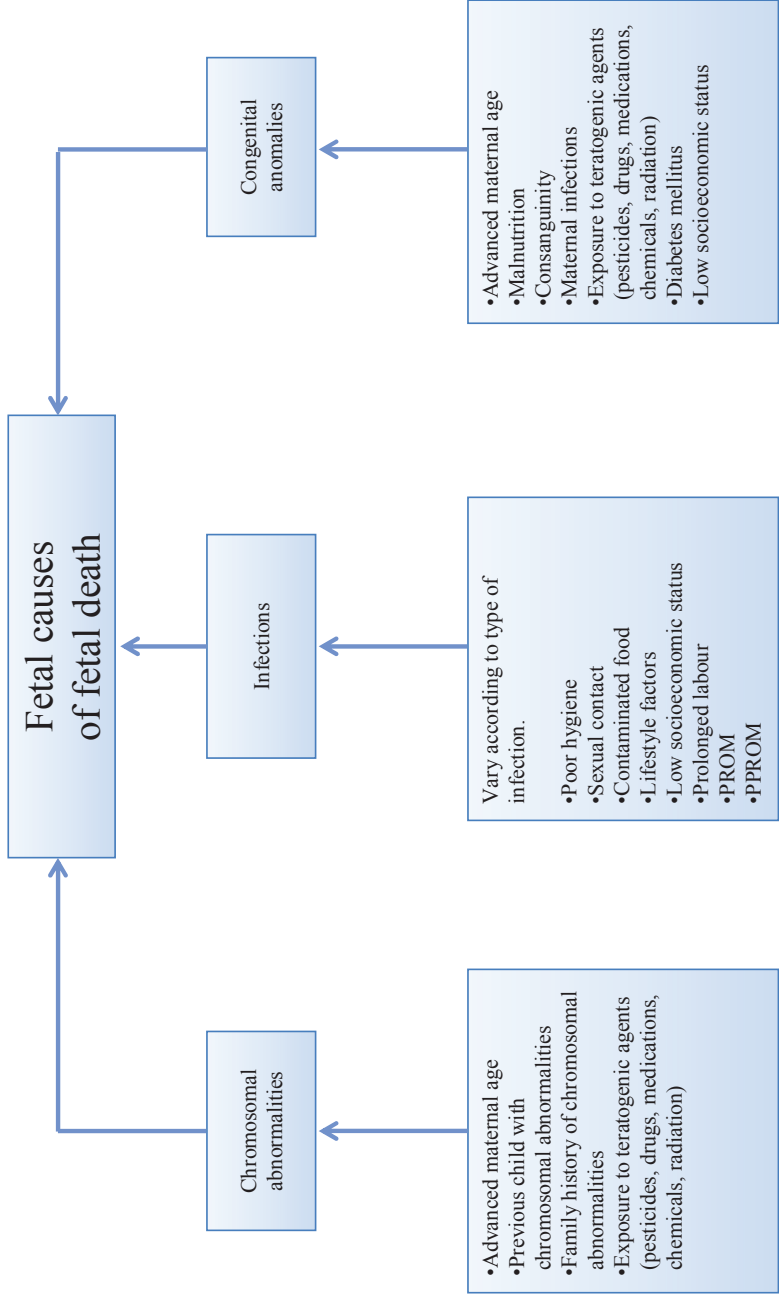 Fetal causes
of fetal death
Chromosomal
abnormalities
Infections
Congenital
anomalies
•Advanced maternal age
•Previous child with
chromosomal abnormalities
•Family history of chromosomal
abnormalities
•Exposure to teratogenic agents
(pesticides, drugs, medications,
chemicals, radiation)
Vary according to type of
infection.
•Poor hygiene
•Sexual contact
•Contaminated food
•Lifestyle factors
•Low socioeconomic status
•Prolonged labour
•PROM
•PPROM
•Advanced maternal age
•Malnutrition
•Consanguinity
•Maternal infections
•Exposure to teratogenic agents
(pesticides, drugs, medications,
chemicals, radiation)
•Diabetes mellitus
•Low socioeconomic status